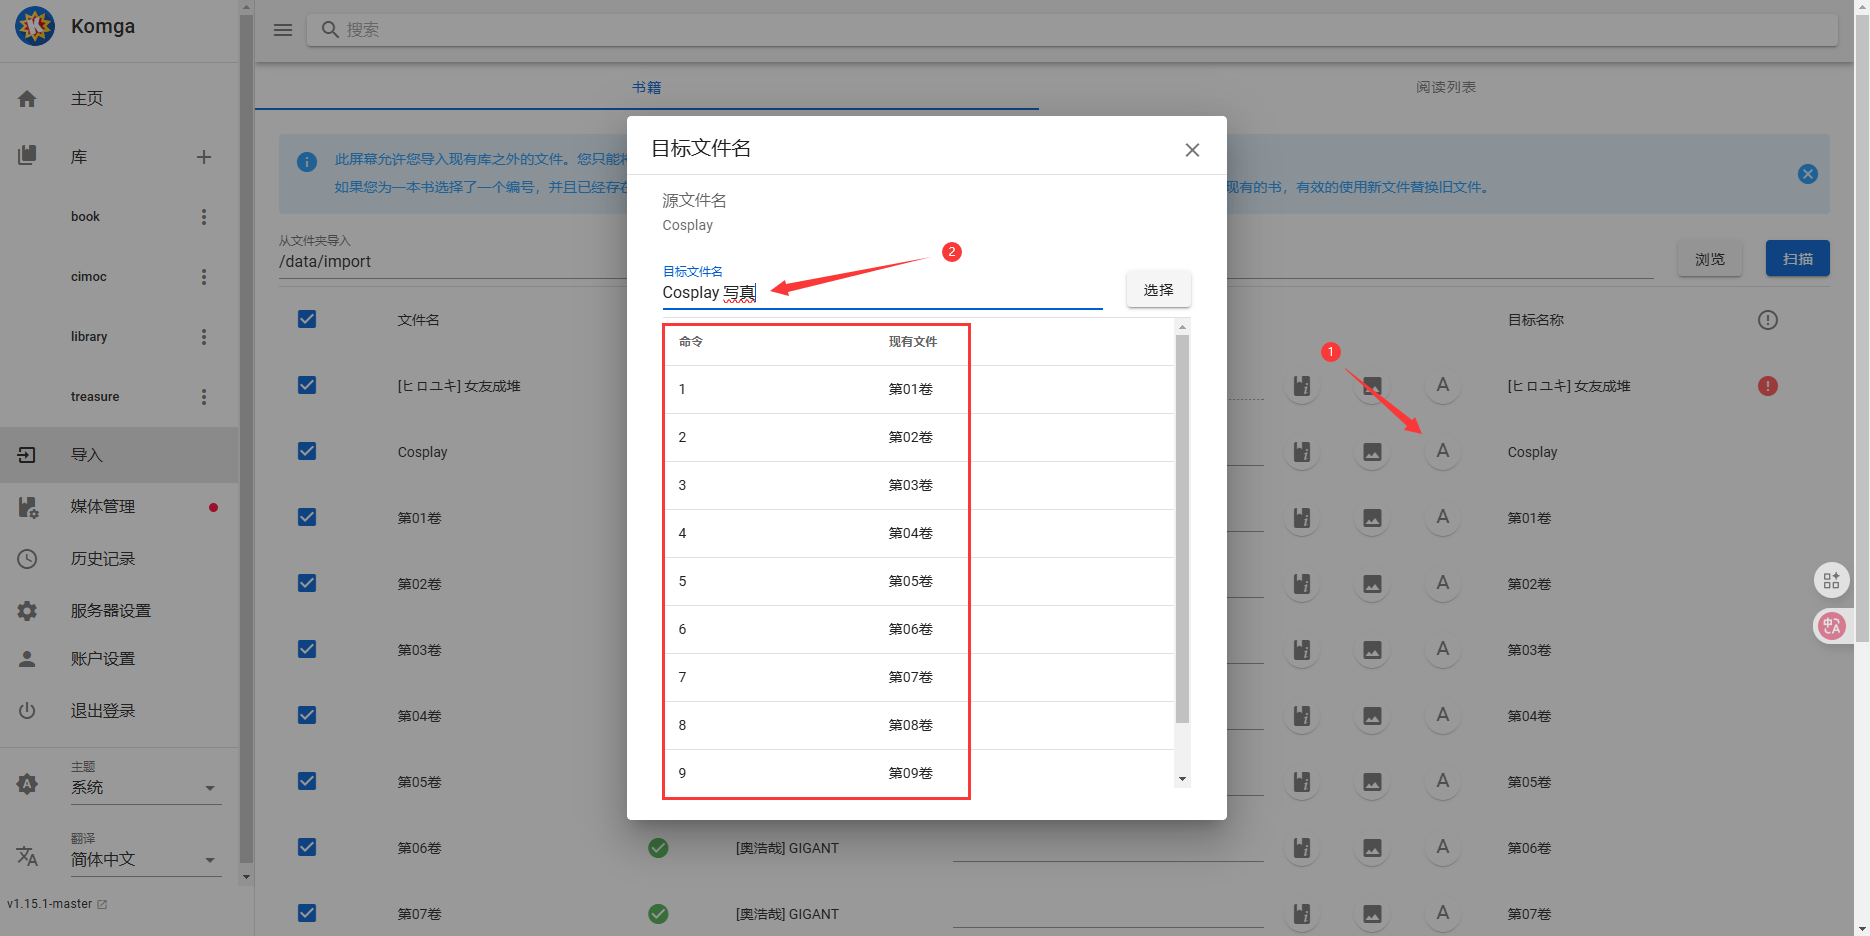 Komga
搜索
主页
库
book
cimoc
library
treasure
导入
媒体管理
历史记录
服务器设置
账户设置
退出登录
主题
系统
翻译
简体中文
v1.15.1-master
书籍
阅读列表
此屏幕允许您导入现有库之外的文件。您只能将
如果您为一本书选择了一个编号，并且已经存在
现有的书，有效的使用新文件替换旧文件。
从文件夹导入
/data/import
浏览
扫描
文件名
目标名称
[ヒロユキ] 女友成堆
[ヒロユキ] 女友成堆
Cosplay
Cosplay
第01卷
第01卷
第02卷
第02卷
第03卷
第03卷
第04卷
第04卷
第05卷
第05卷
第06卷
[奥浩哉] GIGANT
第06卷
第07卷
[奥浩哉] GIGANT
第07卷
目标文件名
源文件名
Cosplay
目标文件名
Cosplay 写真
选择
2
1
命令 现有文件
1 第01卷
2 第02卷
3 第03卷
4 第04卷
5 第05卷
6 第06卷
7 第07卷
8 第08卷
9 第09卷